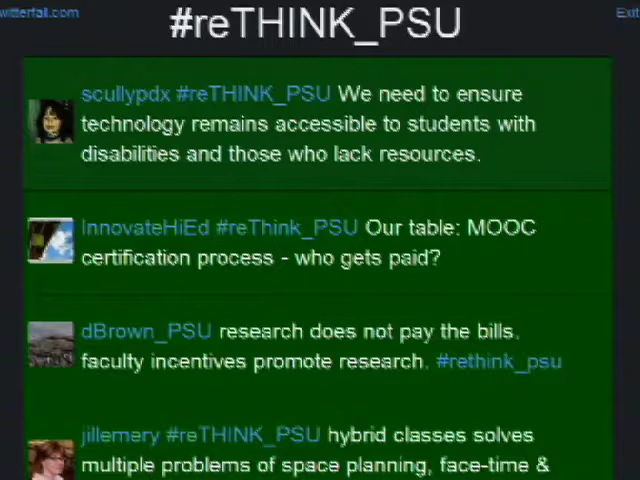 witterfall.com
#reTHINK_PSU
Exit
scullypdx #reTHINK_PSU We need to ensure
technology remains accessible to students with
disabilities and those who lack resources.
InnovateHiEd #reThink_PSU Our table: MOOC
certification process - who gets paid?
dBrown_PSU research does not pay the bills.
faculty incentives promote research. #rethink_psu
jillemery #reTHINK_PSU hybrid classes solves
multiple problems of space planning, face-time &